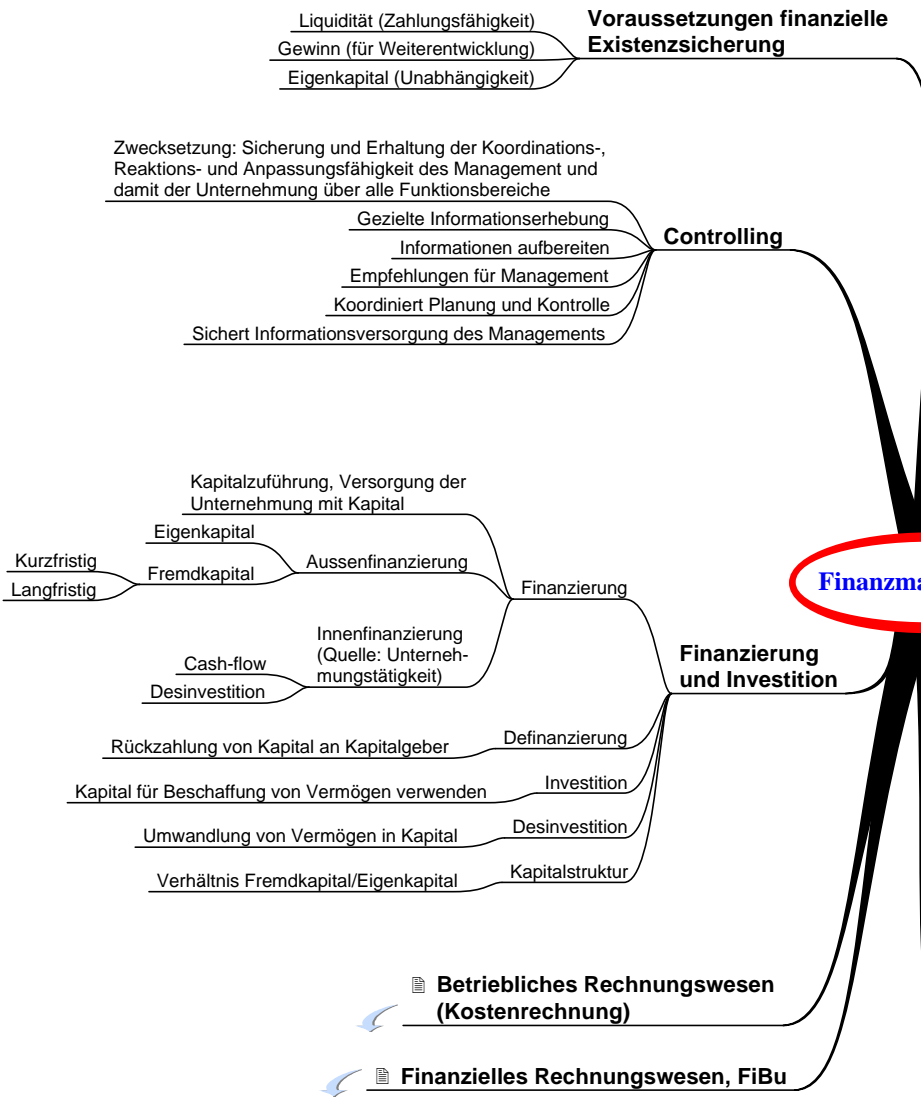 Voraussetzungen finanzielle
Existenzsicherung
Liquidität (Zahlungsfähigkeit)
Gewinn (für Weiterentwicklung)
Eigenkapital (Unabhängigkeit)
Controlling
Zwecksetzung: Sicherung und Erhaltung der Koordinations-,
Reaktions- und Anpassungsfähigkeit des Management und
damit der Unternehmung über alle Funktionsbereiche
Gezielte Informationserhebung
Informationen aufbereiten
Empfehlungen für Management
Koordiniert Planung und Kontrolle
Sichert Informationsversorgung des Managements
Finanzma
Finanzierung
und Investition
Finanzierung
Kapitalzuführung, Versorgung der
Unternehmung mit Kapital
Aussenfinanzierung
Eigenkapital
Fremdkapital
Kurzfristig
Langfristig
Innenfinanzierung
(Quelle: Unterneh-
mungstätigkeit)
Cash-flow
Desinvestition
Definanzierung
Rückzahlung von Kapital an Kapitalgeber
Investition
Kapital für Beschaffung von Vermögen verwenden
Desinvestition
Umwandlung von Vermögen in Kapital
Kapitalstruktur
Verhältnis Fremdkapital/Eigenkapital
Betriebliches Rechnungswesen
(Kostenrechnung)
Finanzielles Rechnungswesen, FiBu